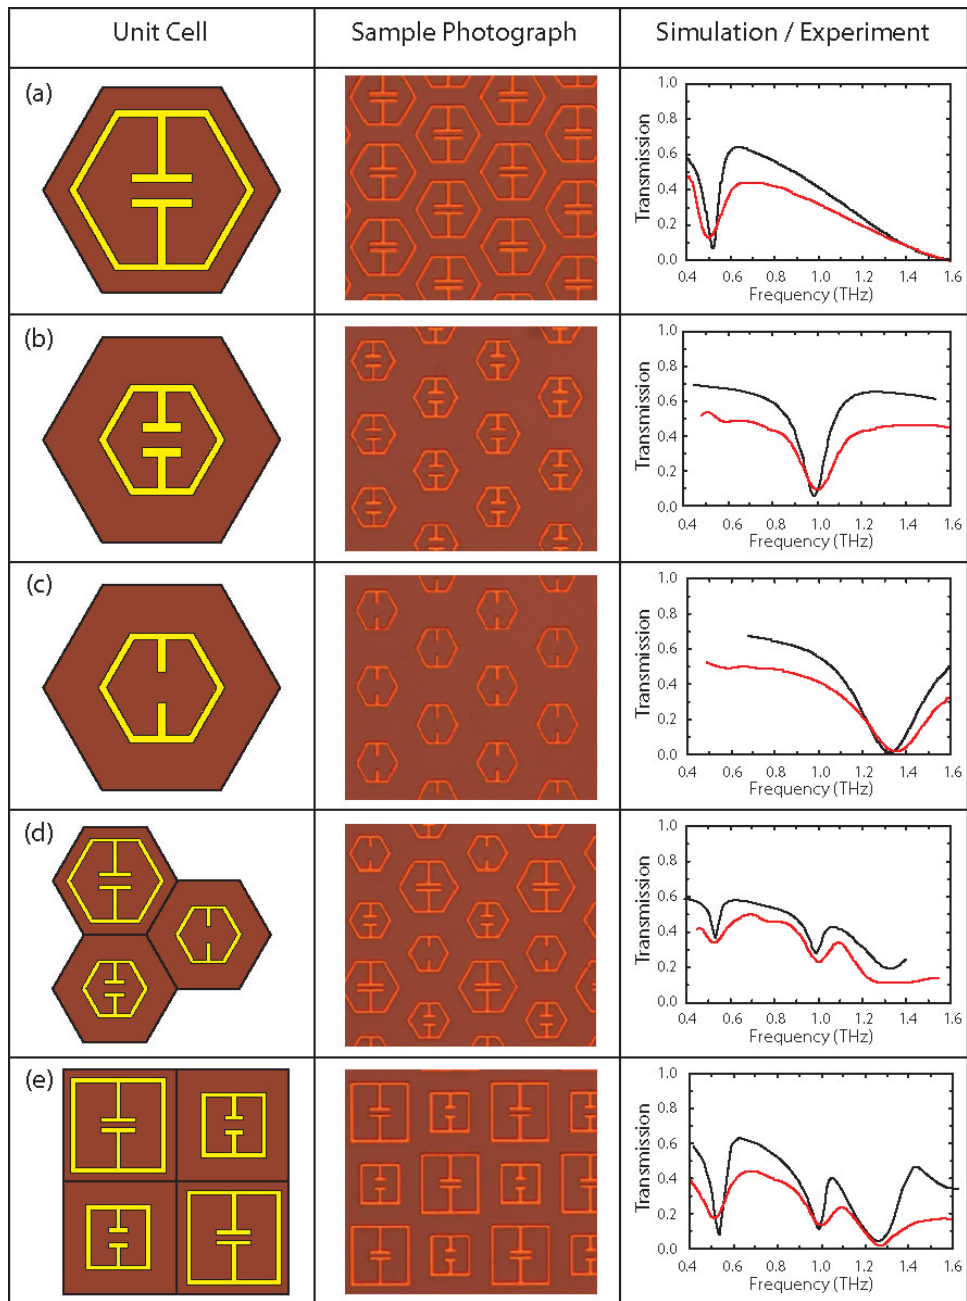 Unit Cell Sample Photograph Simulation / Experiment
(a)
Transmission
1.0
0.8
0.6
0.4
0.2
0.0
0.4 0.6 0.8 1.0 1.2 1.4 1.6
Frequency (THz)
(b)
Transmission
1.0
0.8
0.6
0.4
0.2
0.0
0.4 0.6 0.8 1.0 1.2 1.4 1.6
Frequency (THz)
(c)
Transmission
1.0
0.8
0.6
0.4
0.2
0.0
0.4 0.6 0.8 1.0 1.2 1.4 1.6
Frequency (THz)
(d)
Transmission
1.0
0.8
0.6
0.4
0.2
0.0
0.4 0.6 0.8 1.0 1.2 1.4 1.6
Frequency (THz)
(e)
Transmission
1.0
0.8
0.6
0.4
0.2
0.0
0.4 0.6 0.8 1.0 1.2 1.4 1.6
Frequency (THz)